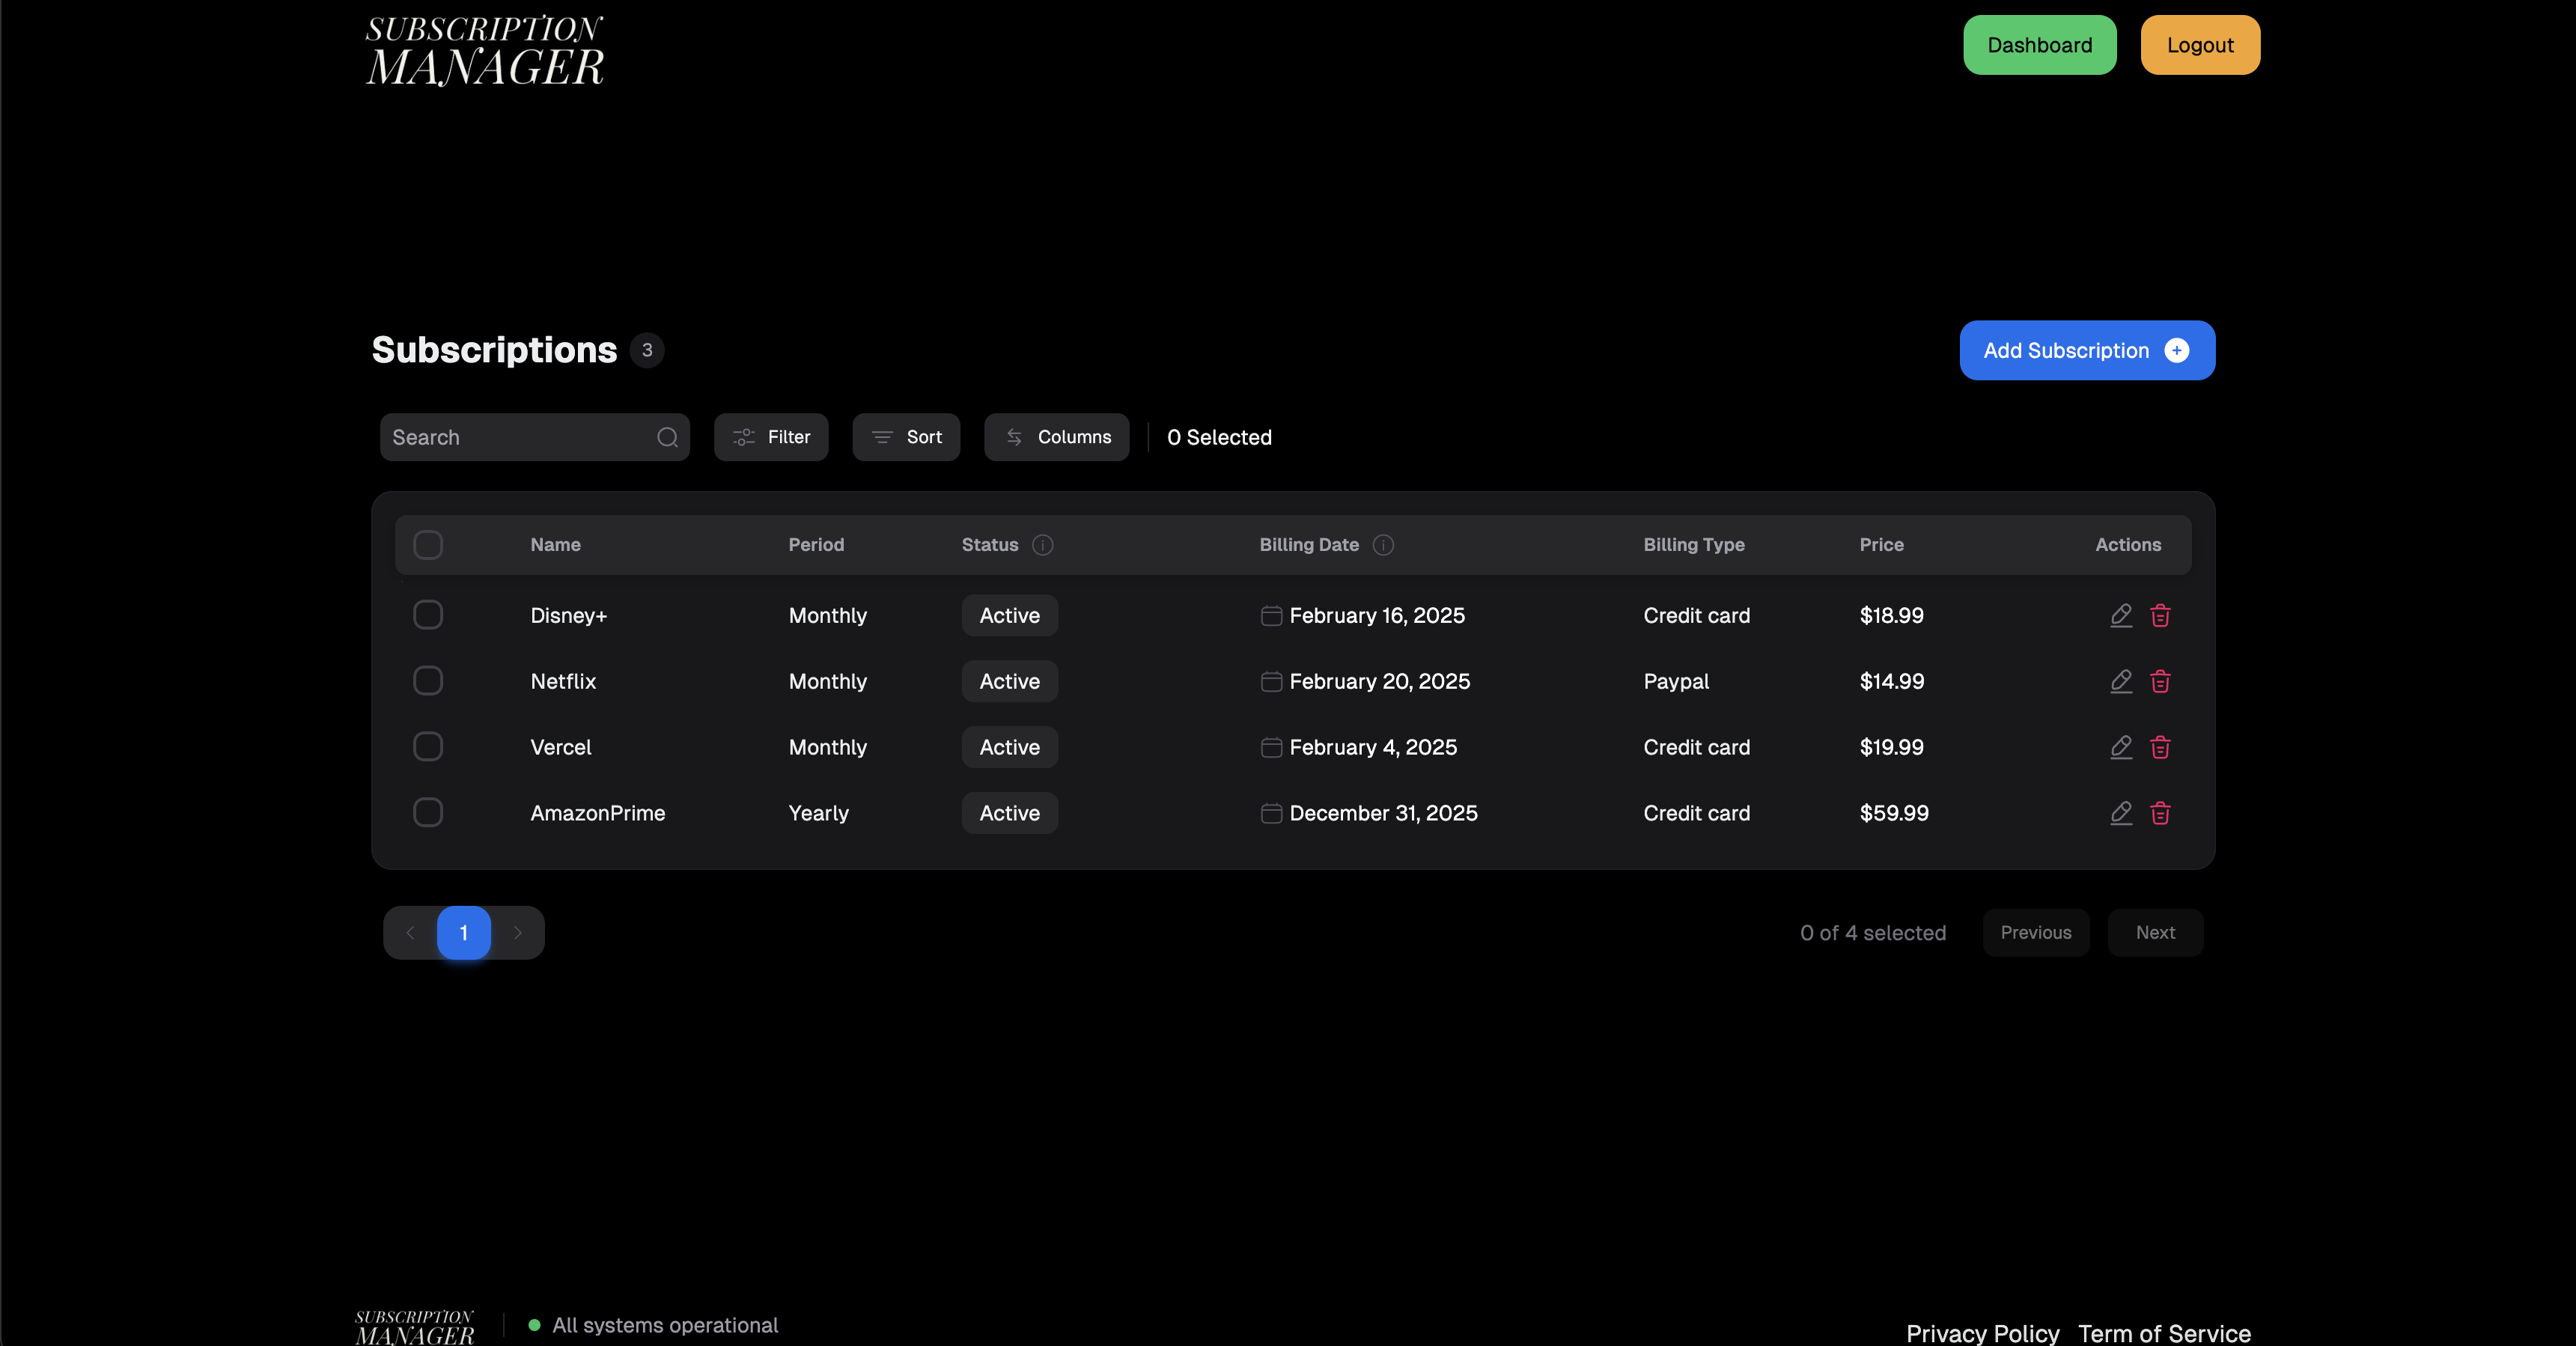 SUBSCRIPTION
MANAGER
Dashboard Logout
Subscriptions 3
Add Subscription
Search Filter Sort Columns 0 Selected
Name Period Status Billing Date Billing Type Price Actions
Disney+ Monthly Active February 16, 2025 Credit card $18.99
Netflix Monthly Active February 20, 2025 Paypal $14.99
Vercel Monthly Active February 4, 2025 Credit card $19.99
AmazonPrime Yearly Active December 31, 2025 Credit card $59.99
1
0 of 4 selected Previous Next
SUBSCRIPTION
MANAGER
All systems operational
Privacy Policy Term of Service